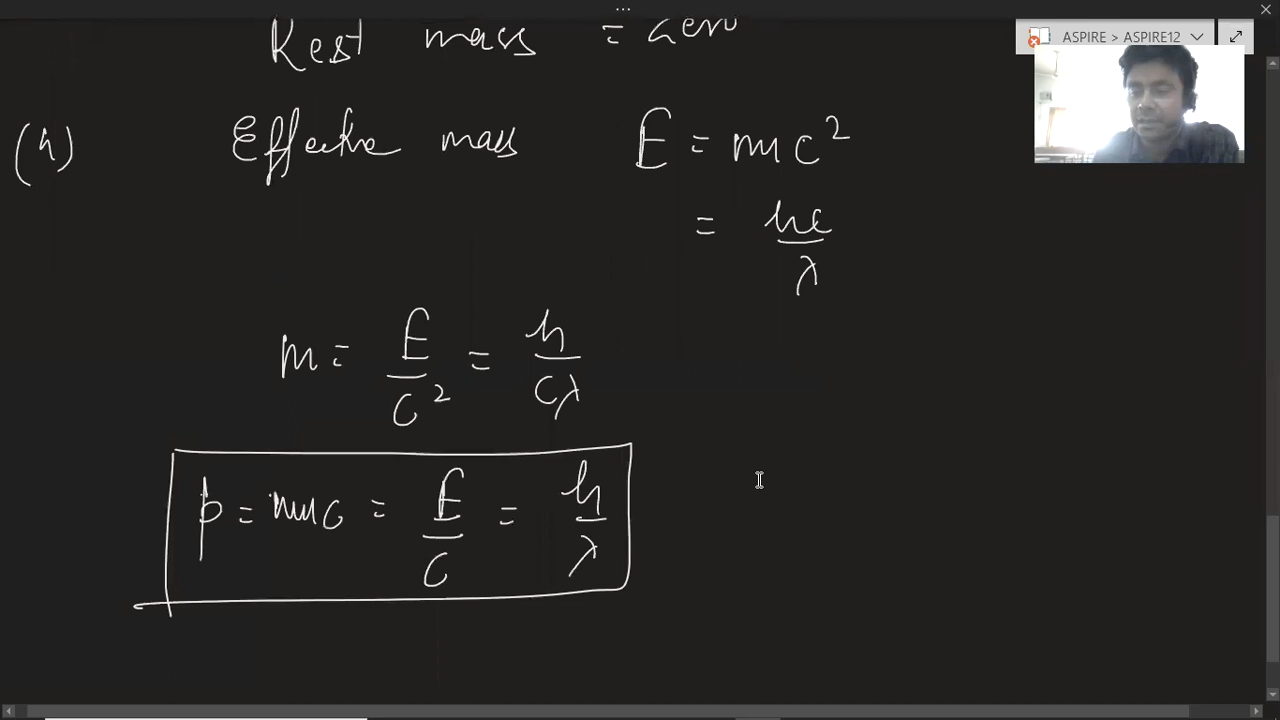 Rest mass = zero
ASPIRE > ASPIRE12
(4) Effective mass E = mc²
= hc/λ
m = E/c² = h/cλ
p = mc = E/c = h/λ